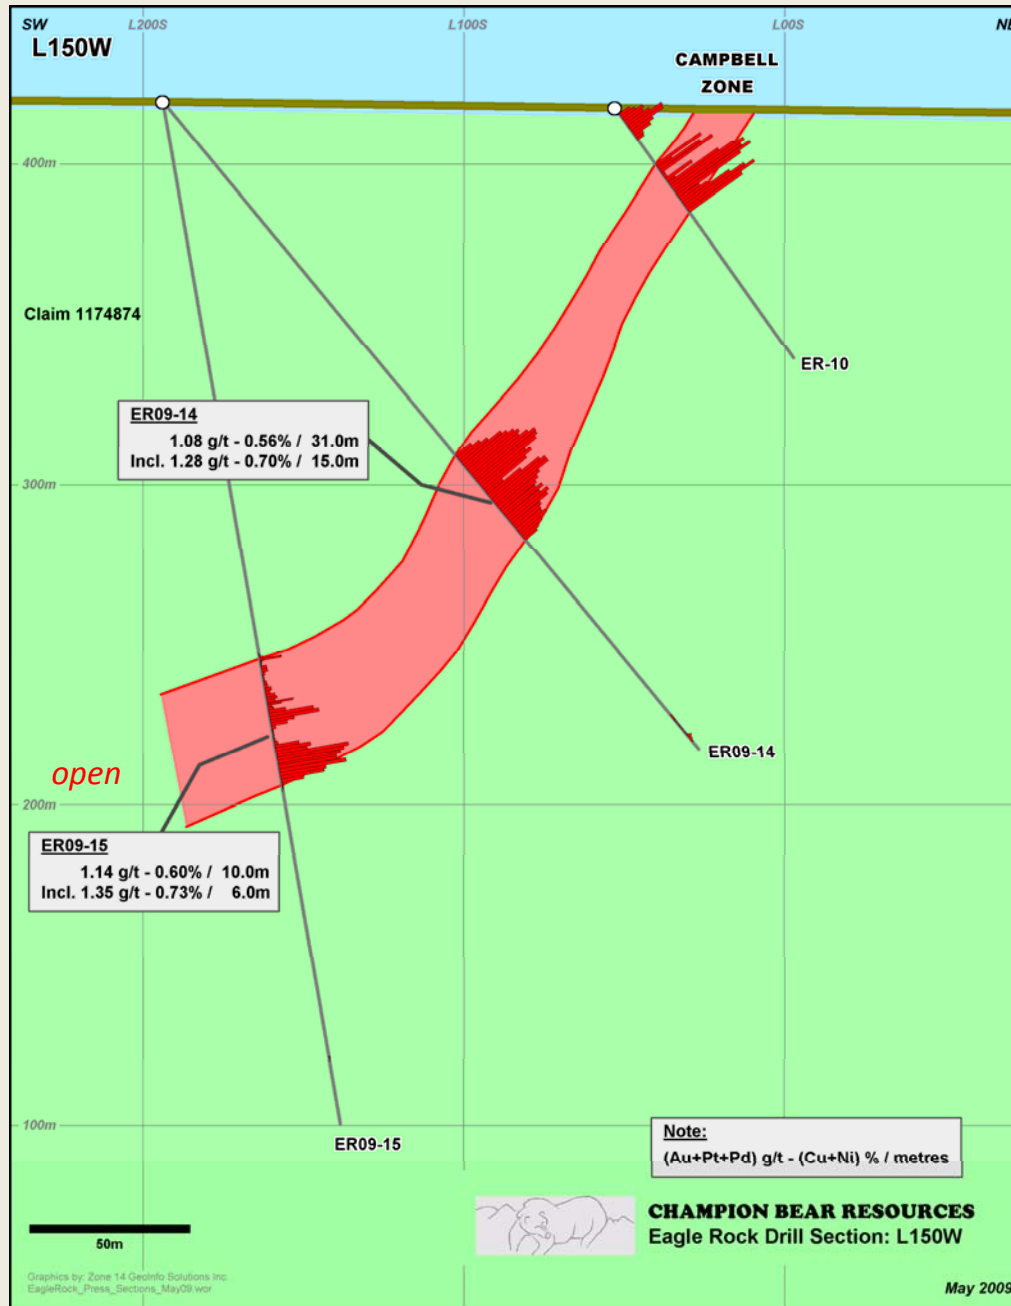 SW
L200S
L100S
L00S
NE
L150W
CAMPBELL
ZONE
400m
Claim 1174874
ER-10
ER09-14
1.08 g/t - 0.56% / 31.0m
Incl. 1.28 g/t - 0.70% / 15.0m
300m
ER09-14
open
200m
ER09-15
1.14 g/t - 0.60% / 10.0m
Incl. 1.35 g/t - 0.73% / 6.0m
100m
ER09-15
Note:
(Au+Pt+Pd) g/t - (Cu+Ni) % / metres
CHAMPION BEAR RESOURCES
Eagle Rock Drill Section: L150W
50m
Graphics by: Zone 14 GeoInfo Solutions Inc.
EagleRock_Press_Sections_May09.wor
May 2009